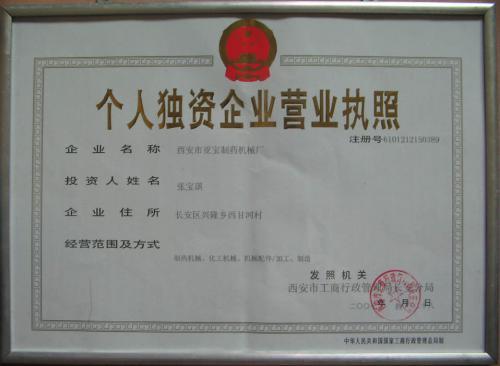 个人独资企业营业执照
注册号6101212150389
企业名称 西安市亚宝制药机械厂
投资人姓名 张宝琪
企业住所 长安区兴隆乡西甘河村
经营范围及方式 制药机械、化工机械、机械配件/加工、制造
发照机关
西安市工商行政管理局长安分局
年 月 日
中华人民共和国国家工商行政管理总局制